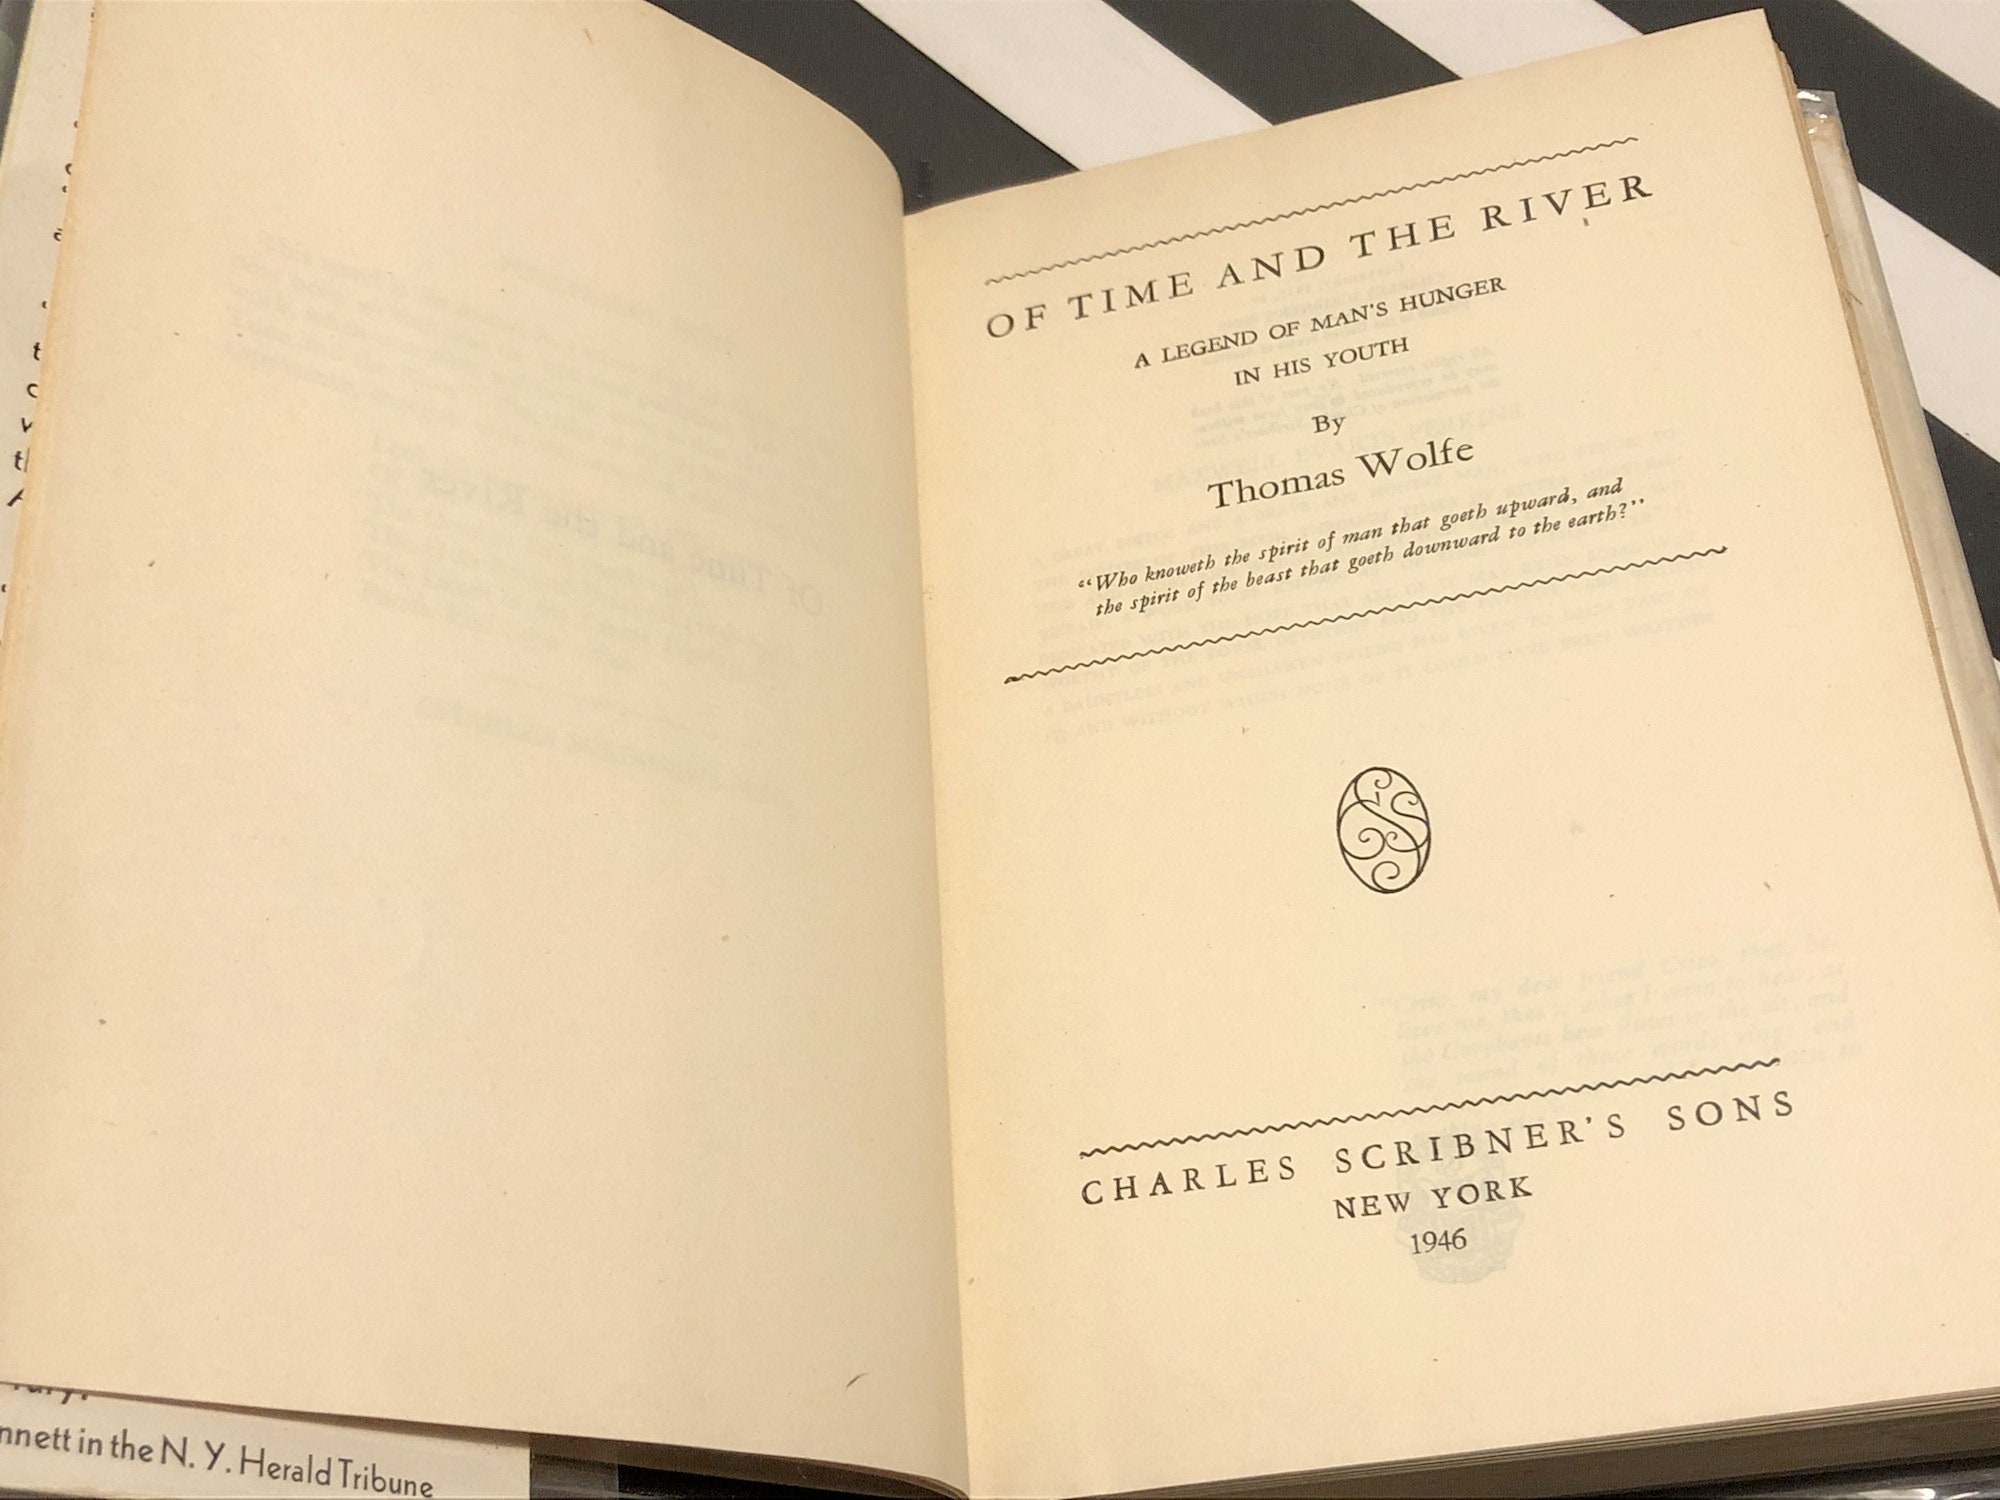 OF TIME AND THE RIVER
A LEGEND OF MAN'S HUNGER
IN HIS YOUTH
By
Thomas Wolfe
“Who knoweth the spirit of man that goeth upward, and
the spirit of the beast that goeth downward to the earth?”
CHARLES SCRIBNER'S SONS
NEW YORK
1946
in the N. Y. Herald Tribune